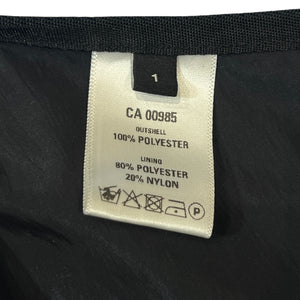 1
CA 00985
OUTSHELL
100% POLYESTER
LINING
80% POLYESTER
20% NYLON
P